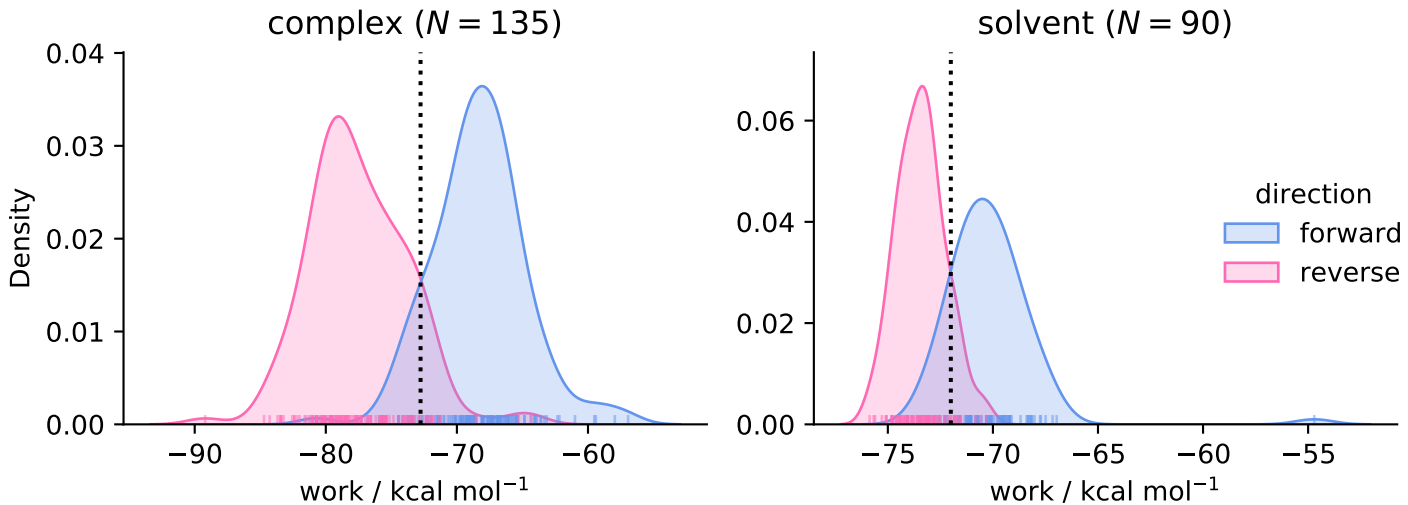 complex (N = 135)
Density
0.04
0.03
0.02
0.01
0.00
−90
−80
−70
−60
work / kcal mol⁻¹
solvent (N = 90)
0.06
0.04
0.02
0.00
−75
−70
−65
−60
−55
work / kcal mol⁻¹
direction
forward
reverse